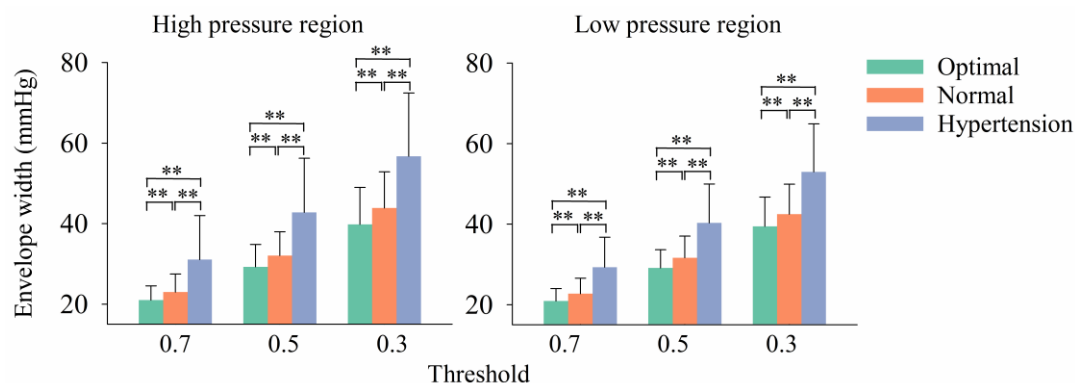 High pressure region
Low pressure region
Envelope width (mmHg)
80
60
40
20
** ** **
** ** **
** ** **
0.7 0.5 0.3
80
60
40
20
** ** **
** ** **
** ** **
0.7 0.5 0.3
Threshold
Optimal
Normal
Hypertension